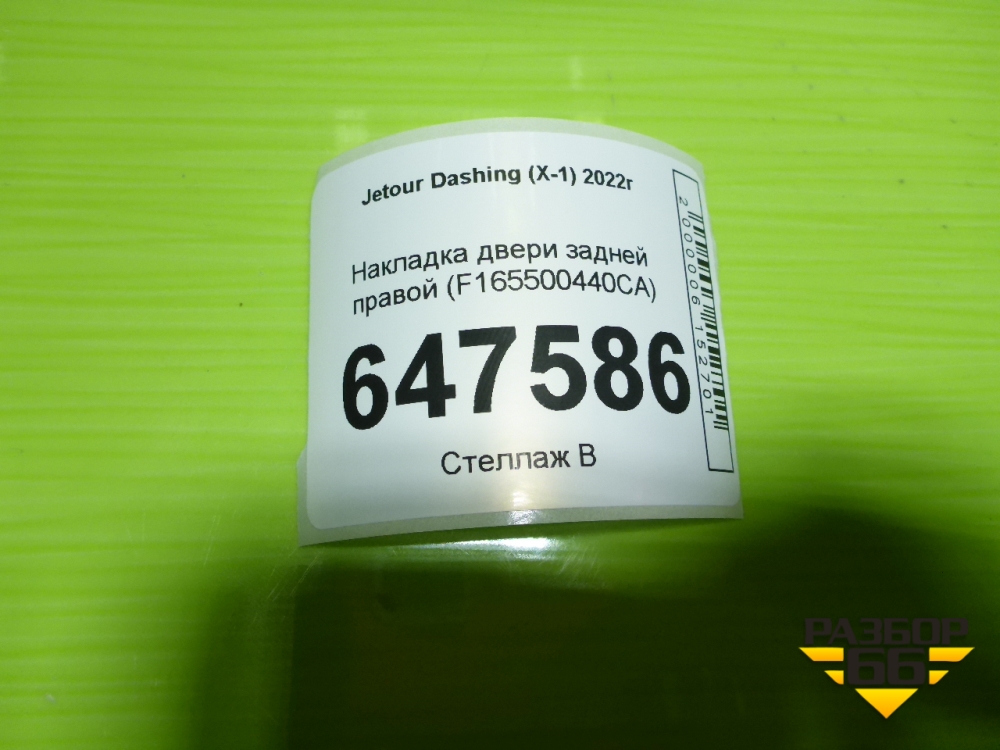 Jetour Dashing (X-1) 2022г
Накладка двери задней
правой (F165500440CA)
647586
Стеллаж В
2000006152701
РАЗБОР
66